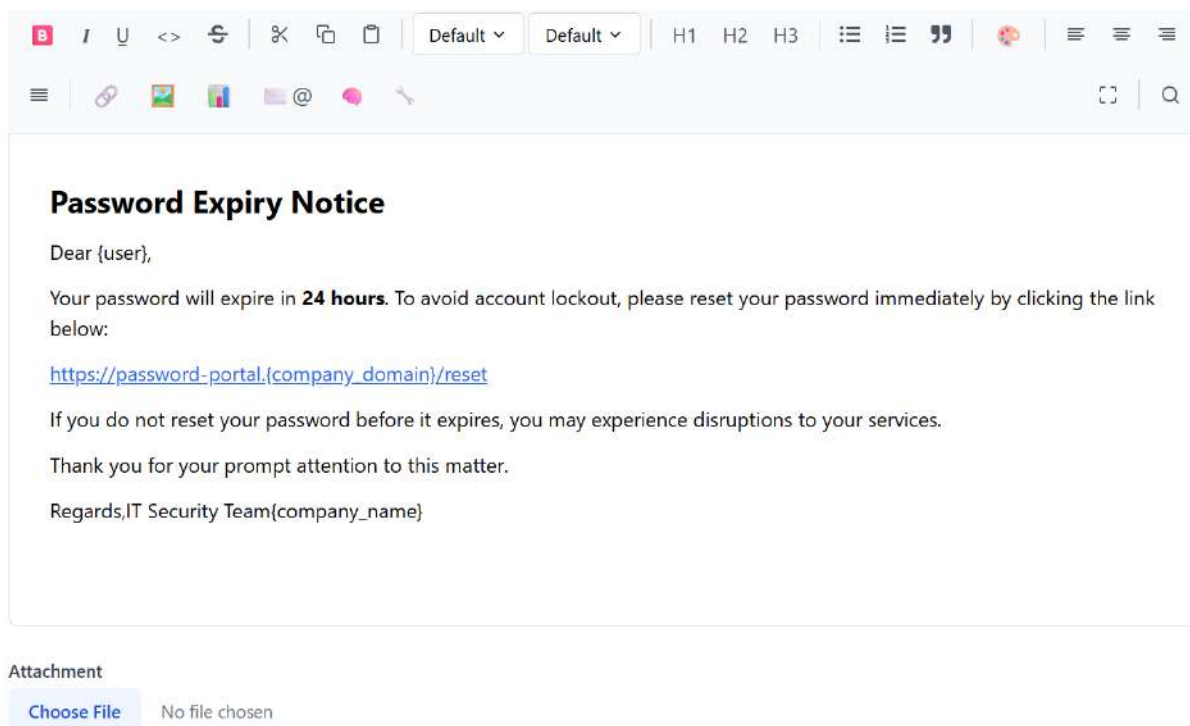 B I U <> S Default Default H1 H2 H3
@
Password Expiry Notice
Dear {user},
Your password will expire in 24 hours. To avoid account lockout, please reset your password immediately by clicking the link
below:
https://password-portal.{company_domain}/reset
If you do not reset your password before it expires, you may experience disruptions to your services.
Thank you for your prompt attention to this matter.
Regards,IT Security Team{company_name}
Attachment
Choose File No file chosen